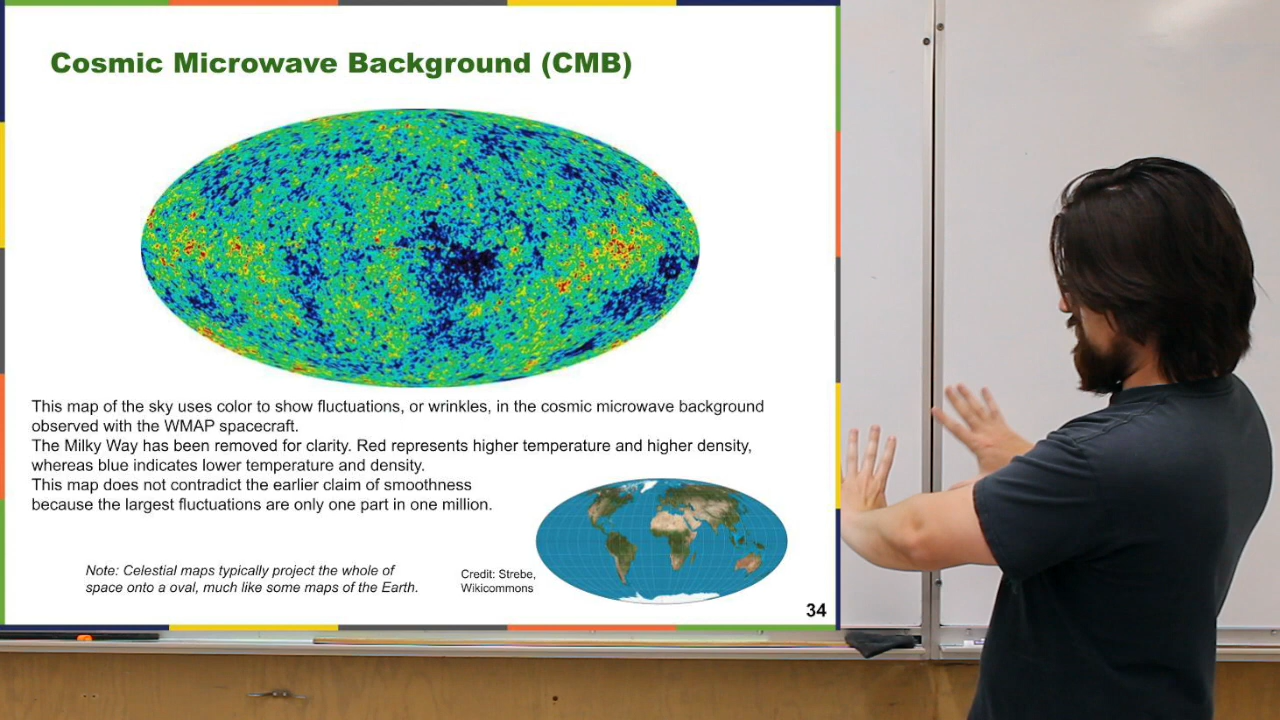 Cosmic Microwave Background (CMB)
This map of the sky uses color to show fluctuations, or wrinkles, in the cosmic microwave background
observed with the WMAP spacecraft.
The Milky Way has been removed for clarity. Red represents higher temperature and higher density,
whereas blue indicates lower temperature and density.
This map does not contradict the earlier claim of smoothness
because the largest fluctuations are only one part in one million.
Note: Celestial maps typically project the whole of
space onto a oval, much like some maps of the Earth.
Credit: Strebe,
Wikicommons
34